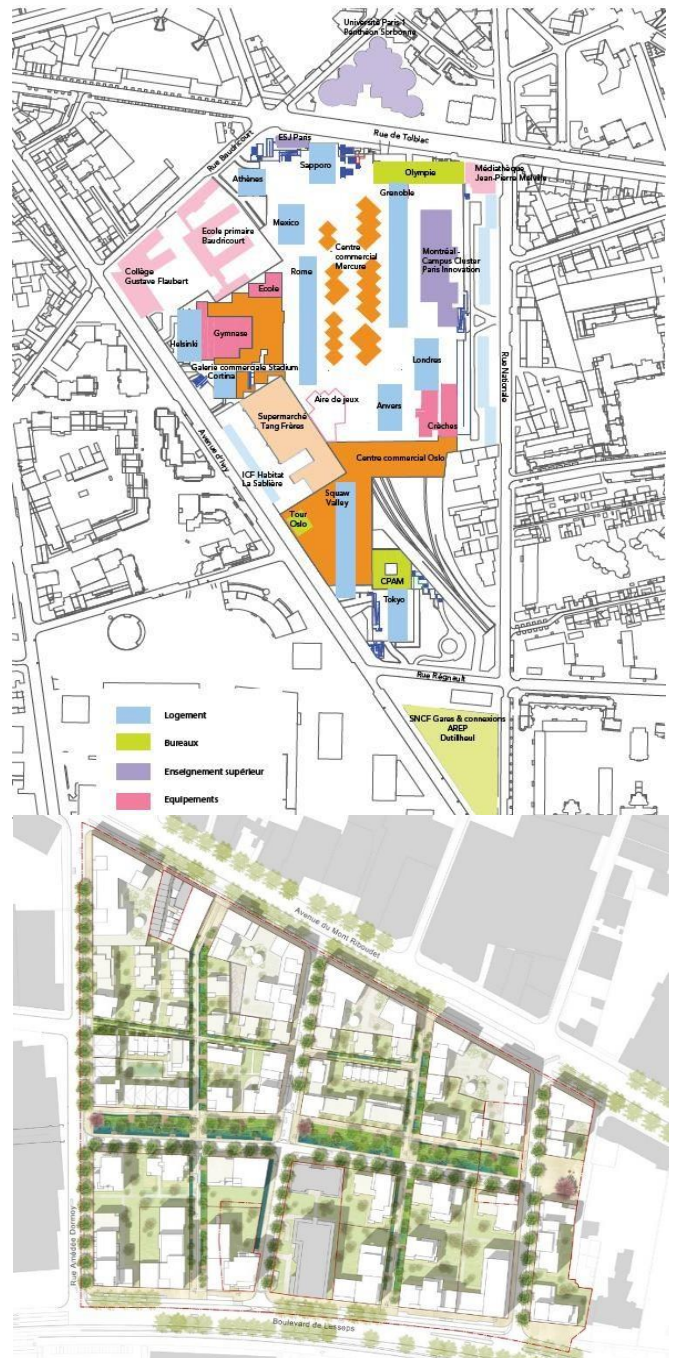 Université Paris-1
Panthéon Sorbonne
Rue de Tolbiac
ESJ Paris
Rue Baudricourt
Sapporo
Médiathèque
Jean-Pierre Melville
Olympie
Athènes
Grenoble
Mexico
Ecole primaire
Baudricourt
Centre
commercial
Mercure
Montréal -
Campus Cluster
Paris Innovation
Collège
Gustave Flaubert
Rome
Ecole
Gymnase
Helsinki
Londres
Rue Nationale
Galerie commerciale Stadium
Cortina
Aire de jeux
Anvers
Supermarché
Tang Frères
Crèches
Avenue d'Ivry
Centre commercial Oslo
ICF Habitat
La Sablière
Squaw
Valley
Tour
Oslo
CPAM
Tokyo
Rue Régnault
SNCF Gares & connexions
AREP
Dutilheul
Logement
Bureaux
Enseignement supérieur
Equipements
Avenue du Mont Riboudet
Rue Amédée Dormoy
Boulevard de Lesseps